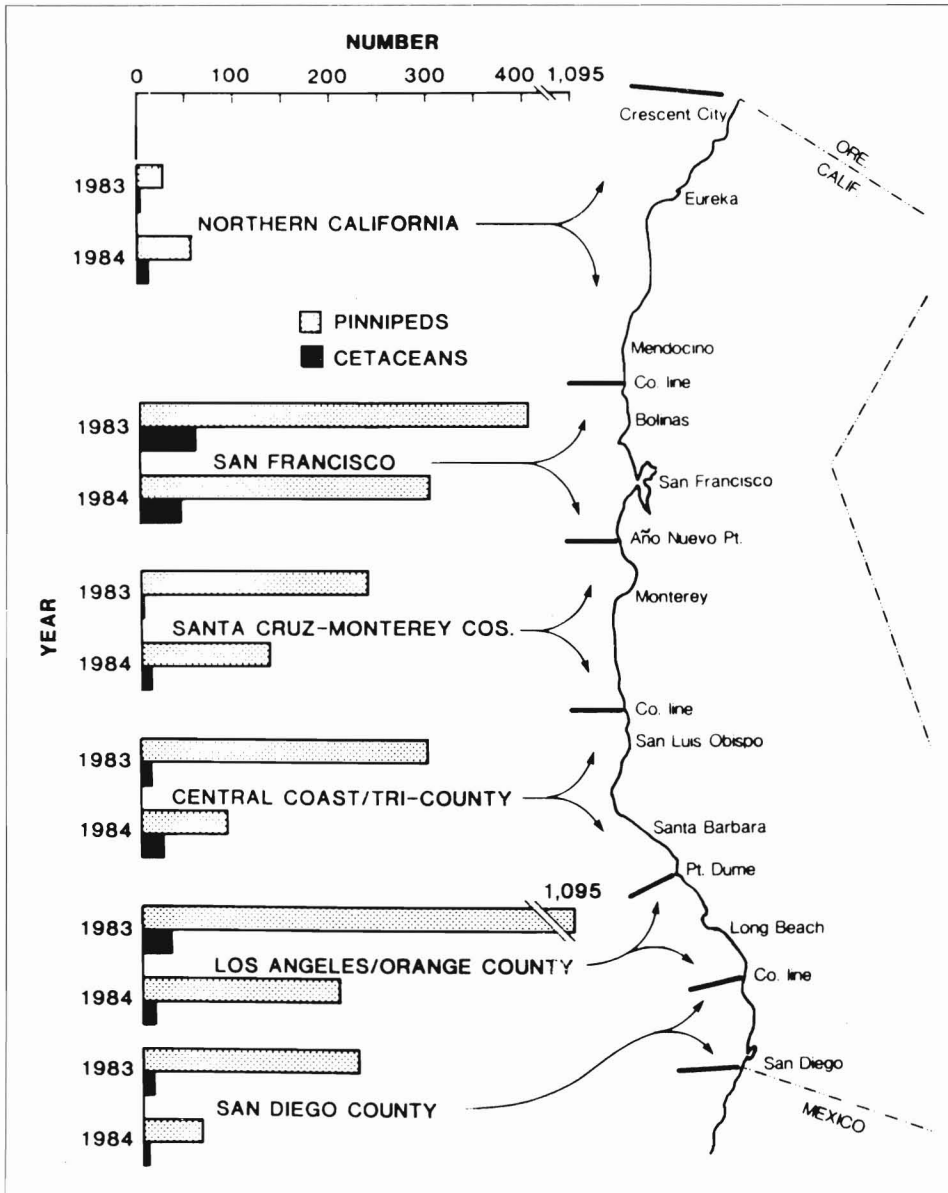 NUMBER
0 100 200 300 400 1,095
Crescent City
ORE.
CALIF.
1983
Eureka
NORTHERN CALIFORNIA
1984
PINNIPEDS
CETACEANS
Mendocino
Co. line
1983
Bolinas
SAN FRANCISCO
San Francisco
1984
Año Nuevo Pt.
YEAR
1983
Monterey
SANTA CRUZ-MONTEREY COS.
1984
Co. line
1983
San Luis Obispo
CENTRAL COAST/TRI-COUNTY
1984
Santa Barbara
Pt. Dume
1,095
1983
Long Beach
LOS ANGELES/ORANGE COUNTY
Co. line
1984
1983
San Diego
SAN DIEGO COUNTY
MEXICO
1984